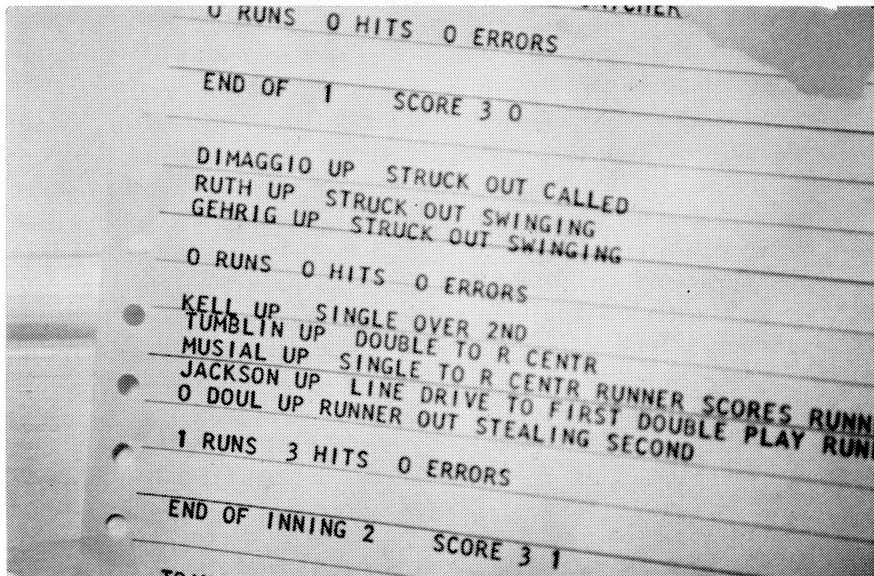 0 RUNS 0 HITS 0 ERRORS
END OF 1 SCORE 3 0
DIMAGGIO UP STRUCK OUT CALLED
RUTH UP STRUCK OUT SWINGING
GEHRIG UP STRUCK OUT SWINGING
0 RUNS 0 HITS 0 ERRORS
KELL UP SINGLE OVER 2ND
TUMBLIN UP DOUBLE TO R CENTR
MUSIAL UP SINGLE TO R CENTR RUNNER SCORES
JACKSON UP LINE DRIVE TO FIRST DOUBLE PLAY
O DOUL UP RUNNER OUT STEALING SECOND
1 RUNS 3 HITS 0 ERRORS
END OF INNING 2 SCORE 3 1